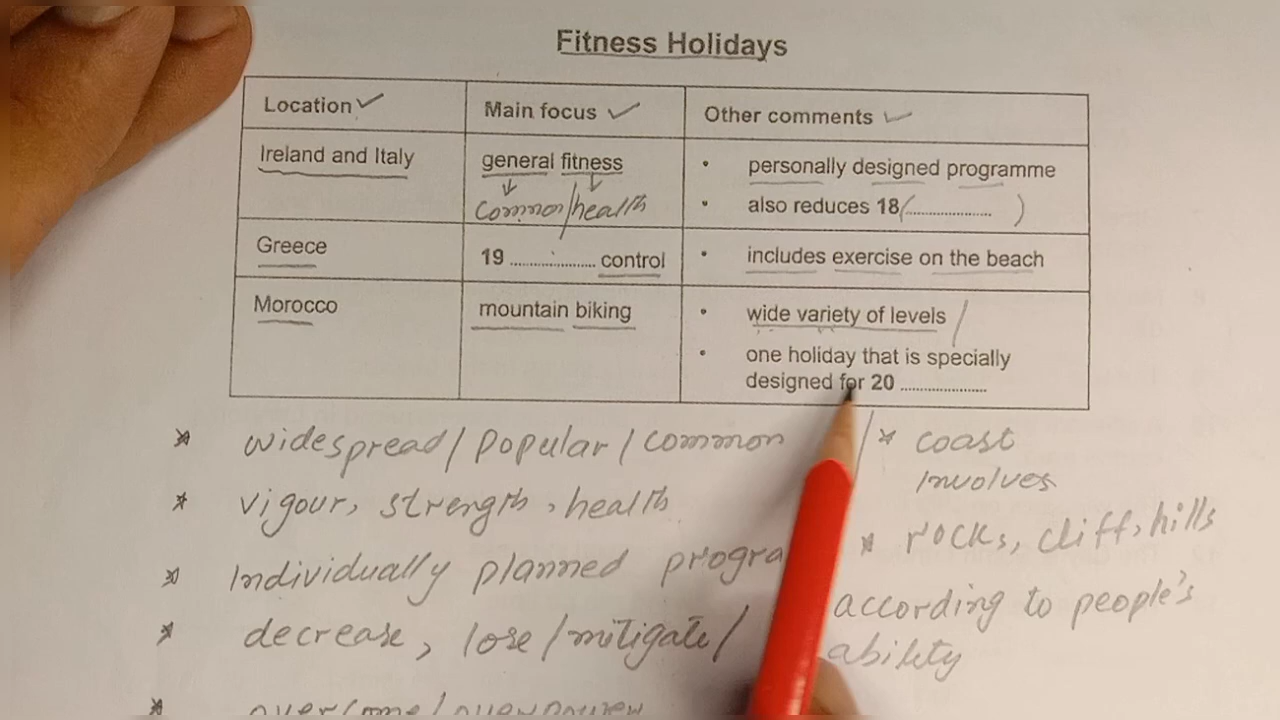 Fitness Holidays
Location Main focus Other comments
Ireland and Italy general fitness • personally designed programme
common/health • also reduces 18(......................)
Greece 19 ...................... control • includes exercise on the beach
Morocco mountain biking • wide variety of levels
• one holiday that is specially
designed for 20 ......................
* widespread/popular/common * coast
involves
* vigour, strength, health
* rocks, cliff, hills
* Individually planned
according to people's
* decrease, lose/mitigate/ ability
*